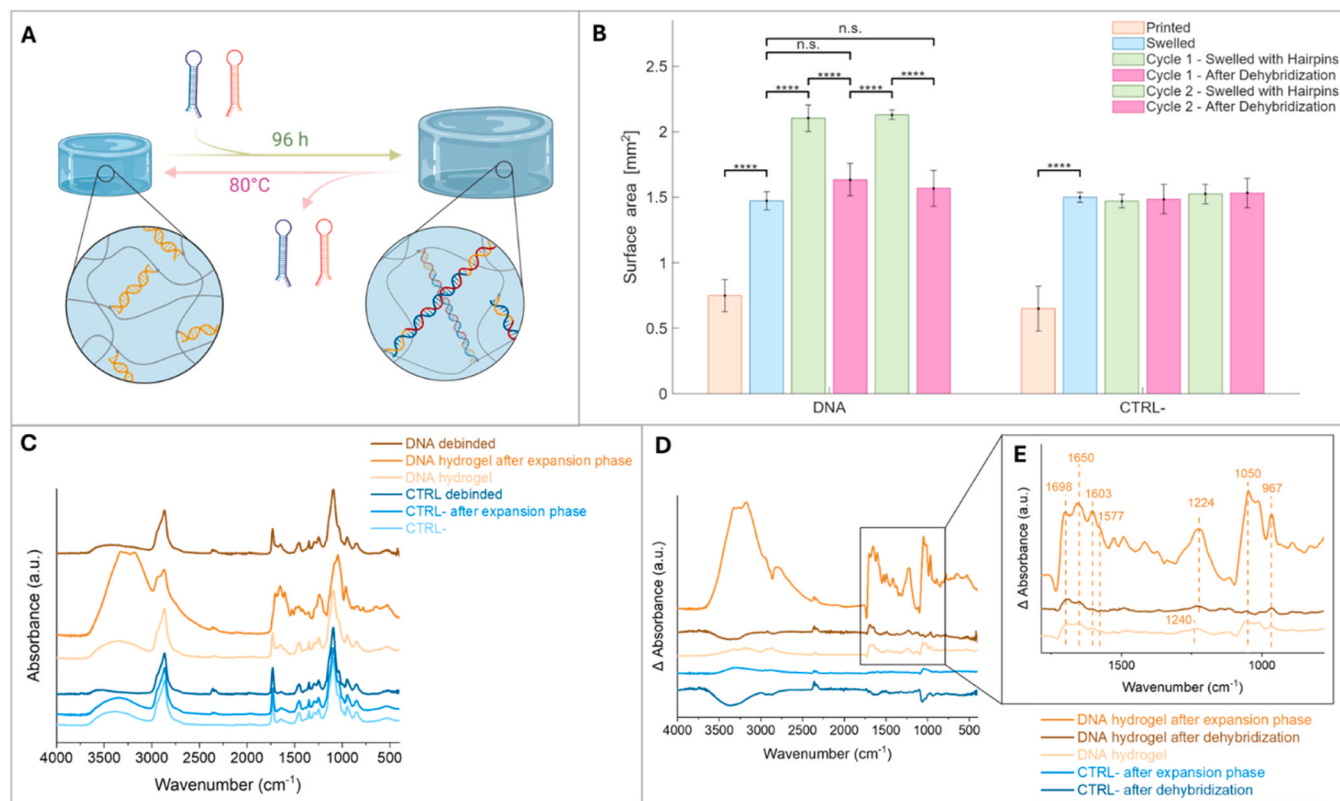 A
96 h
80°C
B
n.s.
n.s.
**** **** **** **** ****
****
Printed
Swelled
Cycle 1 - Swelled with Hairpins
Cycle 1 - After Dehybridization
Cycle 2 - Swelled with Hairpins
Cycle 2 - After Dehybridization
Surface area [mm²]
2.5
2
1.5
1
0.5
0
DNA CTRL-
C
DNA debinded
DNA hydrogel after expansion phase
DNA hydrogel
CTRL debinded
CTRL- after expansion phase
CTRL-
Absorbance (a.u.)
4000 3500 3000 2500 2000 1500 1000 500
Wavenumber (cm⁻¹)
D
Δ Absorbance (a.u.)
4000 3500 3000 2500 2000 1500 1000 500
Wavenumber (cm⁻¹)
E
1698 1650 1603 1577 1224 1050 967
1240
Δ Absorbance (a.u.)
1500 1000
Wavenumber (cm⁻¹)
DNA hydrogel after expansion phase
DNA hydrogel after dehybridization
DNA hydrogel
CTRL- after expansion phase
CTRL- after dehybridization